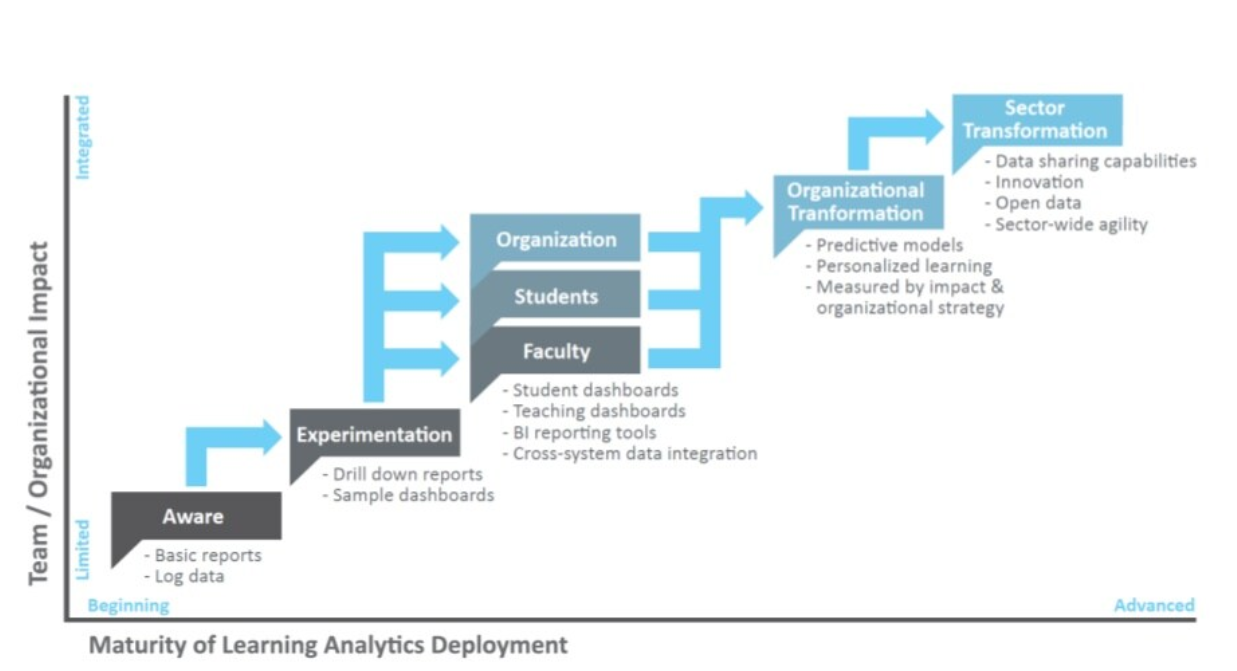 Integrated
Sector
Transformation
- Data sharing capabilities
- Innovation
- Open data
- Sector-wide agility
Organizational
Tranformation
- Predictive models
- Personalized learning
- Measured by impact &
organizational strategy
Organization
Students
Faculty
- Student dashboards
- Teaching dashboards
- BI reporting tools
- Cross-system data integration
Experimentation
- Drill down reports
- Sample dashboards
Aware
- Basic reports
- Log data
Team / Organizational Impact
Limited
Beginning
Advanced
Maturity of Learning Analytics Deployment